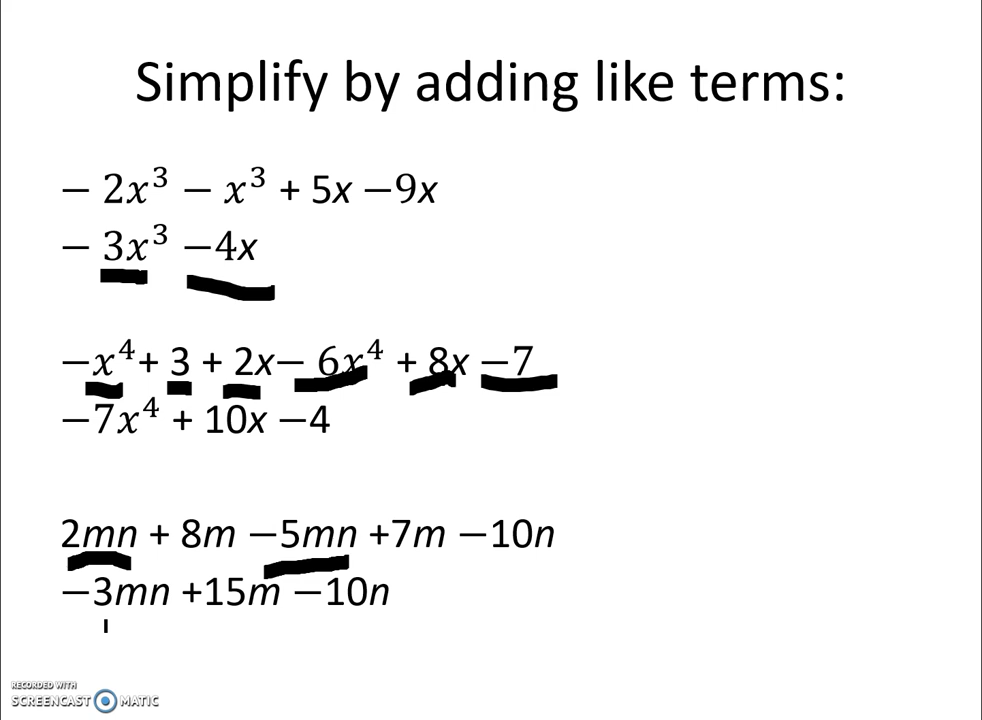 Simplify by adding like terms:
− 2x³ − x³ + 5x −9x
− 3x³ −4x
−x⁴+ 3 + 2x− 6x⁴ + 8x −7
−7x⁴ + 10x −4
2mn + 8m −5mn +7m −10n
−3mn +15m −10n
RECORDED WITH
SCREENCAST MATIC